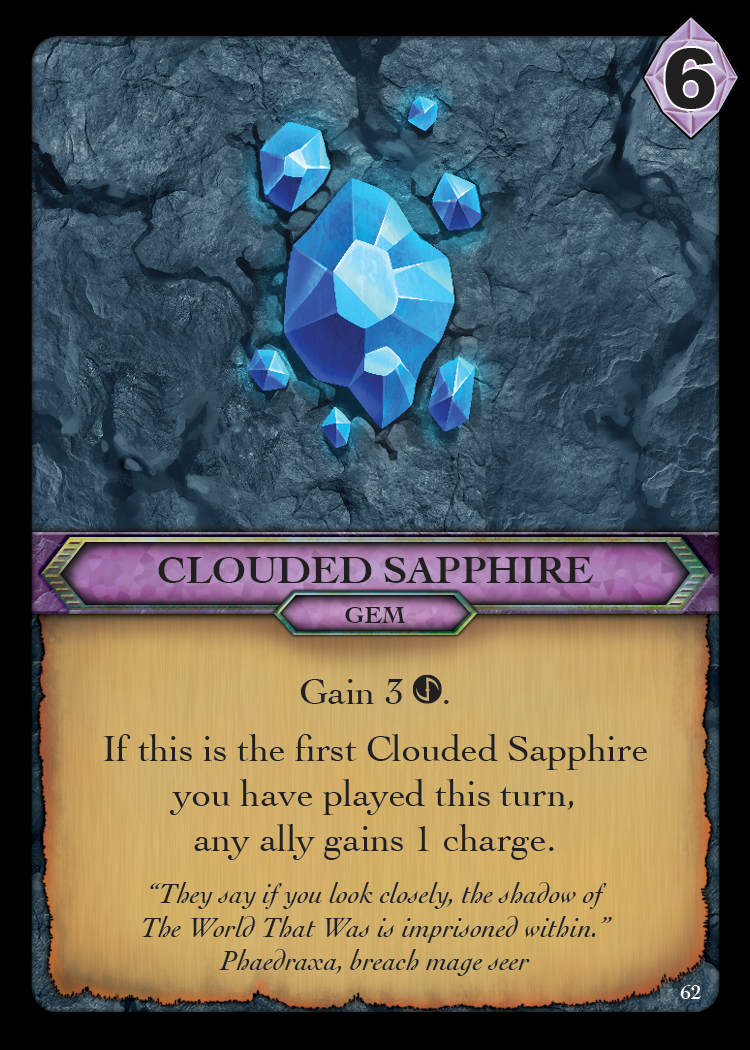 6
CLOUDED SAPPHIRE
GEM
Gain 3 .
If this is the first Clouded Sapphire
you have played this turn,
any ally gains 1 charge.
“They say if you look closely, the shadow of
The World That Was is imprisoned within.”
Phaedraxa, breach mage seer
62